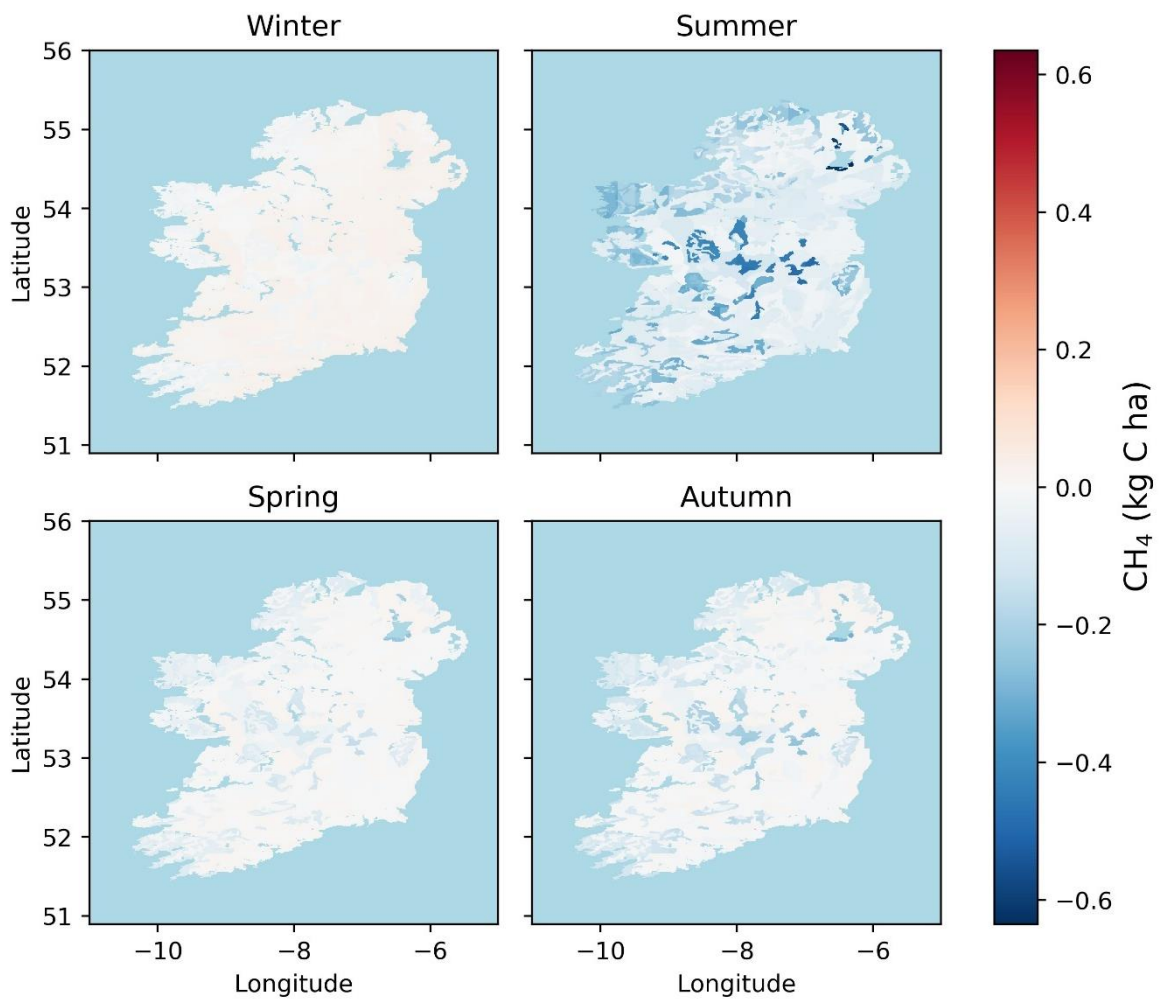 Winter
Summer
56
55
54
53
52
51
Latitude
Spring
Autumn
56
55
54
53
52
51
Latitude
−10
−8
−6
Longitude
−10
−8
−6
Longitude
0.6
0.4
0.2
0.0
−0.2
−0.4
−0.6
CH₄ (kg C ha)